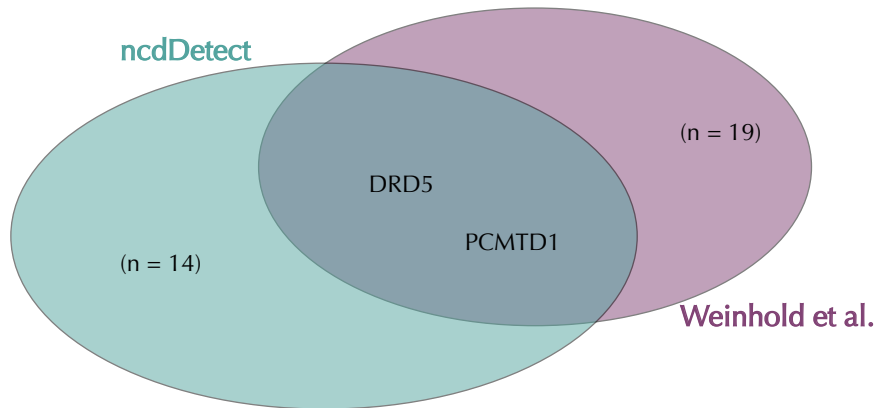 ncdDetect
(n = 19)
DRD5
PCMTD1
(n = 14)
Weinhold et al.